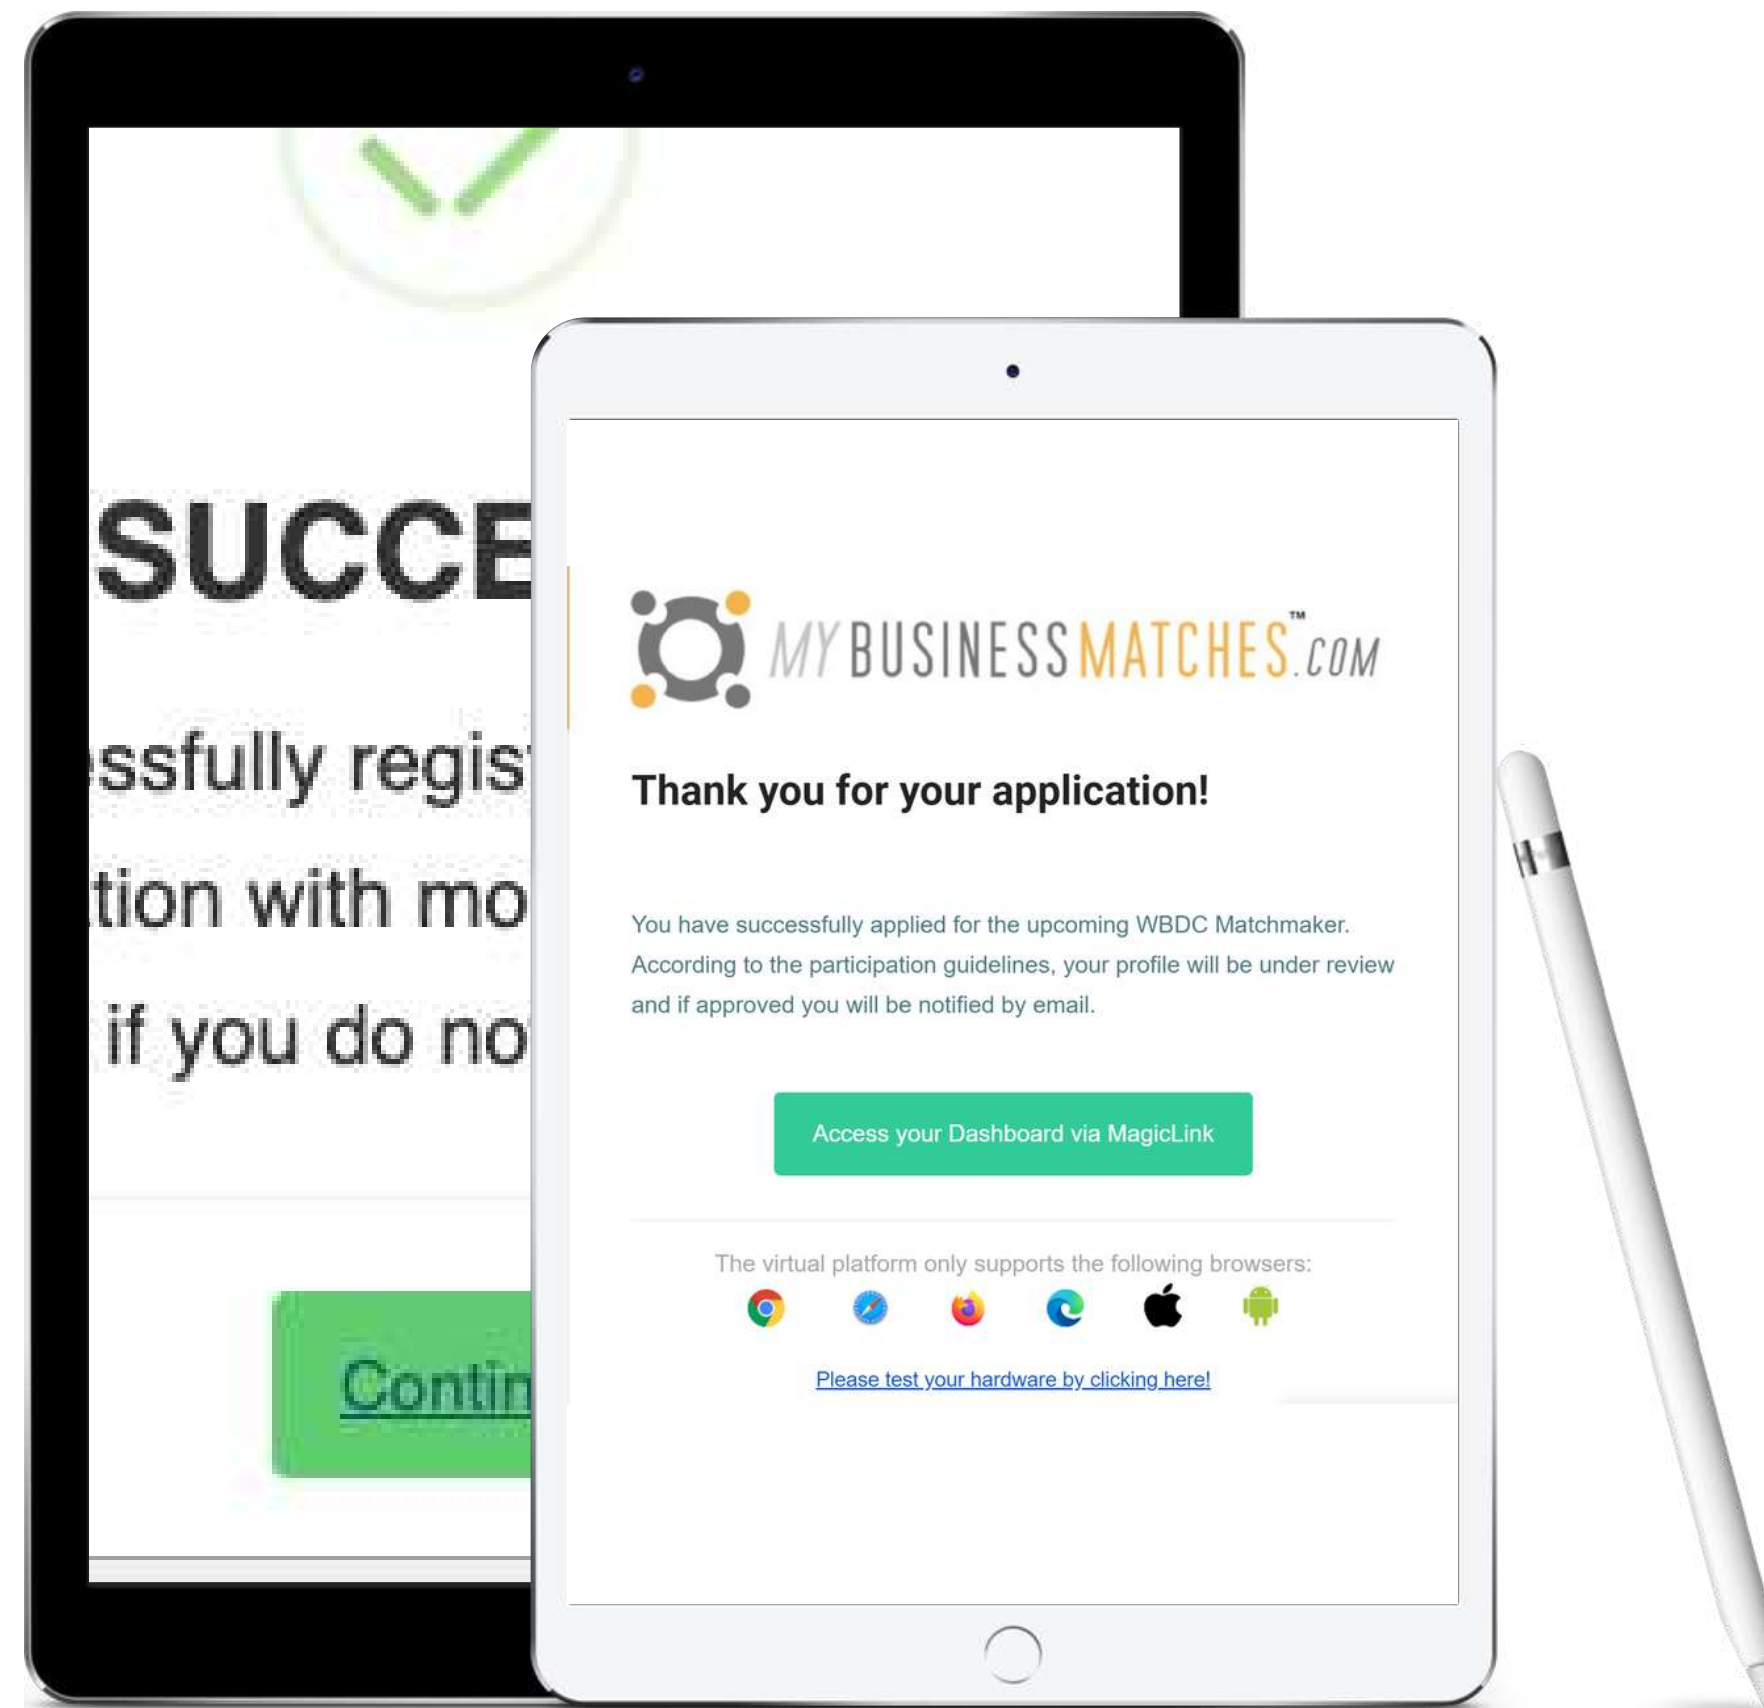 SUCCE
ssfully regis
tion with mo
if you do no
Contin
MYBUSINESSMATCHES™.COM
Thank you for your application!
You have successfully applied for the upcoming WBDC Matchmaker.
According to the participation guidelines, your profile will be under review
and if approved you will be notified by email.
Access your Dashboard via MagicLink
The virtual platform only supports the following browsers:
Please test your hardware by clicking here!